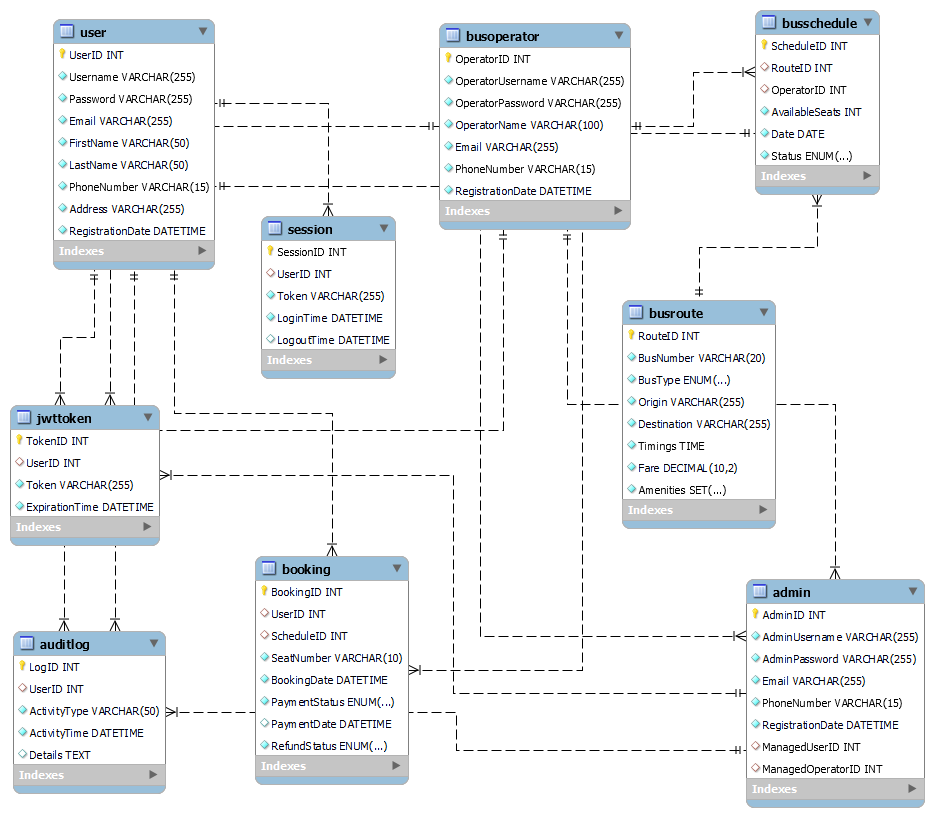 user
UserID INT
Username VARCHAR(255)
Password VARCHAR(255)
Email VARCHAR(255)
FirstName VARCHAR(50)
LastName VARCHAR(50)
PhoneNumber VARCHAR(15)
Address VARCHAR(255)
RegistrationDate DATETIME
Indexes
busoperator
OperatorID INT
OperatorUsername VARCHAR(255)
OperatorPassword VARCHAR(255)
OperatorName VARCHAR(100)
Email VARCHAR(255)
PhoneNumber VARCHAR(15)
RegistrationDate DATETIME
Indexes
busschedule
ScheduleID INT
RouteID INT
OperatorID INT
AvailableSeats INT
Date DATE
Status ENUM(...)
Indexes
session
SessionID INT
UserID INT
Token VARCHAR(255)
LoginTime DATETIME
LogoutTime DATETIME
Indexes
busroute
RouteID INT
BusNumber VARCHAR(20)
BusType ENUM(...)
Origin VARCHAR(255)
Destination VARCHAR(255)
Timings TIME
Fare DECIMAL(10,2)
Amenities SET(...)
Indexes
jwttoken
TokenID INT
UserID INT
Token VARCHAR(255)
ExpirationTime DATETIME
Indexes
booking
BookingID INT
UserID INT
ScheduleID INT
SeatNumber VARCHAR(10)
BookingDate DATETIME
PaymentStatus ENUM(...)
PaymentDate DATETIME
RefundStatus ENUM(...)
Indexes
admin
AdminID INT
AdminUsername VARCHAR(255)
AdminPassword VARCHAR(255)
Email VARCHAR(255)
PhoneNumber VARCHAR(15)
RegistrationDate DATETIME
ManagedUserID INT
ManagedOperatorID INT
Indexes
auditlog
LogID INT
UserID INT
ActivityType VARCHAR(50)
ActivityTime DATETIME
Details TEXT
Indexes